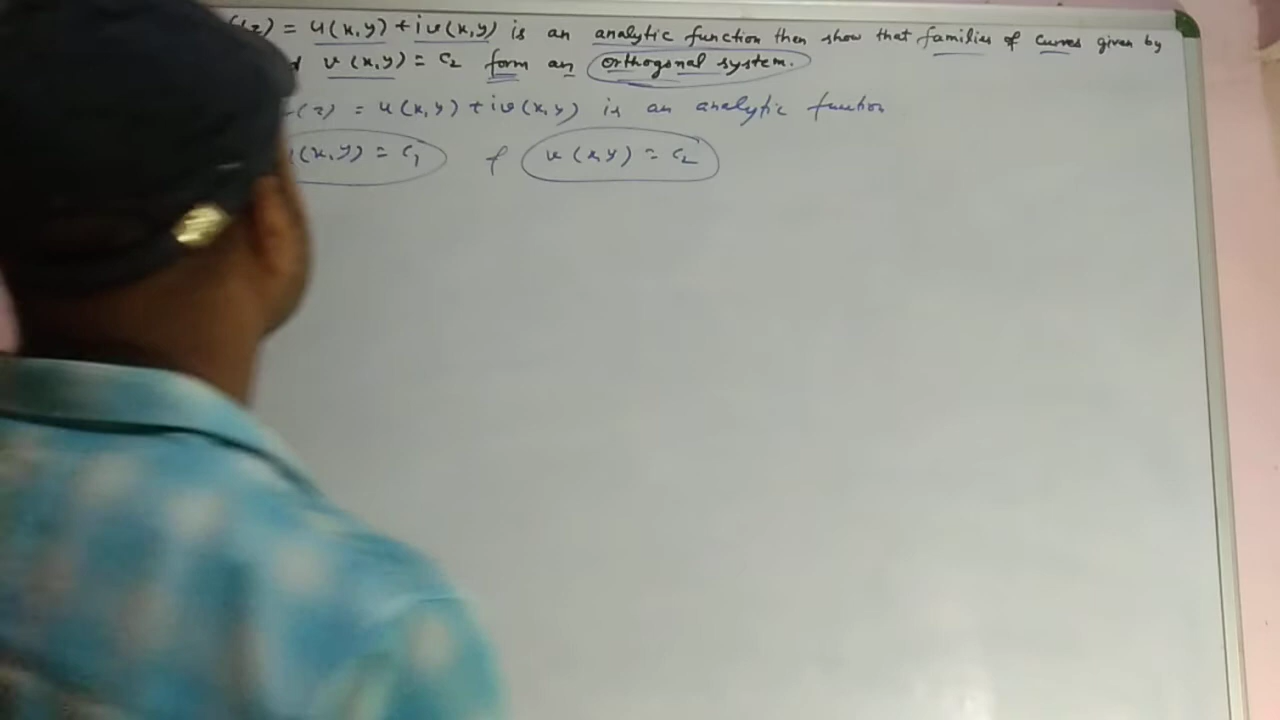 (z) = u(x,y) + iv(x,y) is an analytic function then show that families of curves given by
v(x,y) = c2 form an orthogonal system.
(z) = u(x,y) + iv(x,y) is an analytic function
(x,y) = c1 & v(x,y) = c2